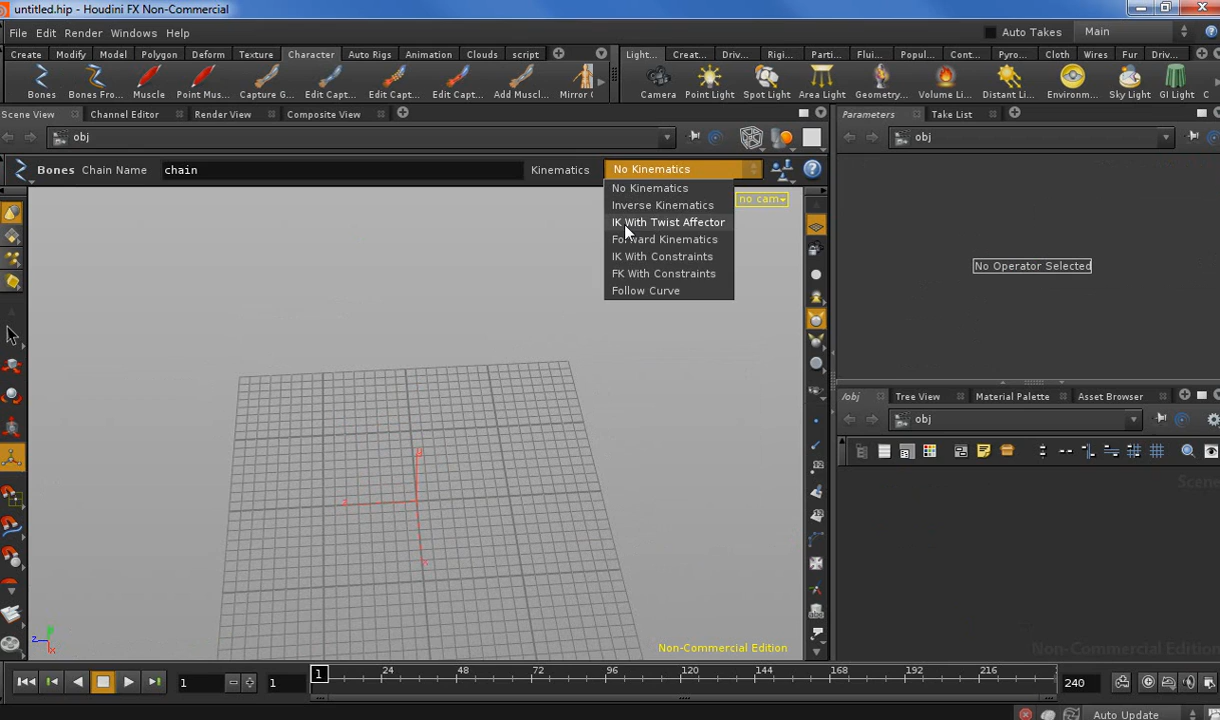 untitled.hip - Houdini FX Non-Commercial
File Edit Render Windows Help
Auto Takes Main
Create Modify Model Polygon Deform Texture Character Auto Rigs Animation Clouds script
Light... Creat... Driv... Rigi... Parti... Flui... Popul... Cont... Pyro... Cloth Wires Fur Driv...
Bones Bones Fro... Muscle Point Mus... Capture G... Edit Capt... Edit Capt... Edit Capt... Add Muscl... Mirror C
Camera Point Light Spot Light Area Light Geometry... Volume Li... Distant Li... Environm... Sky Light GI Light C
Scene View Channel Editor Render View Composite View
Parameters Take List
obj
obj
Bones Chain Name chain Kinematics No Kinematics
No Kinematics
Inverse Kinematics
IK With Twist Affector
Forward Kinematics
IK With Constraints
FK With Constraints
Follow Curve
no cam
No Operator Selected
/obj Tree View Material Palette Asset Browser
obj
Scene
z x
Non-Commercial Edition
Non-Commercial Edition
1 1 1 24 48 72 96 120 144 168 192 216 240
Auto Update